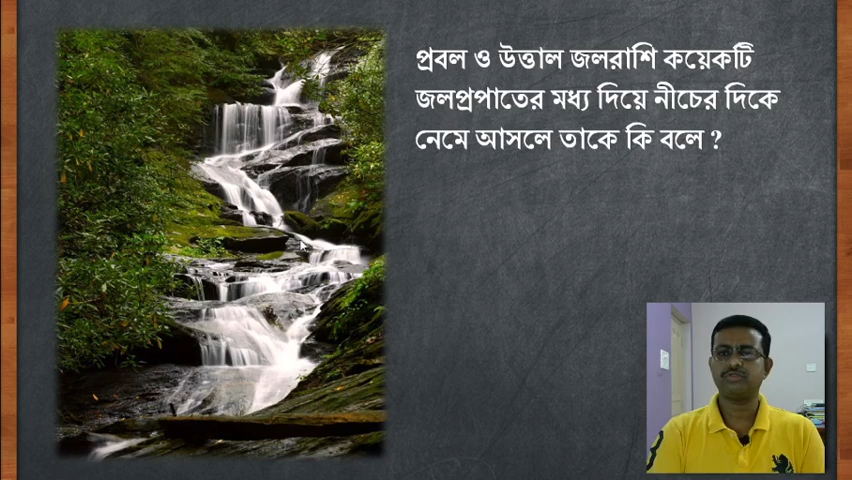 প্রবল ও উত্তাল জলরাশি কয়েকটি
জলপ্রপাতের মধ্য দিয়ে নীচের দিকে
নেমে আসলে তাকে কি বলে ?